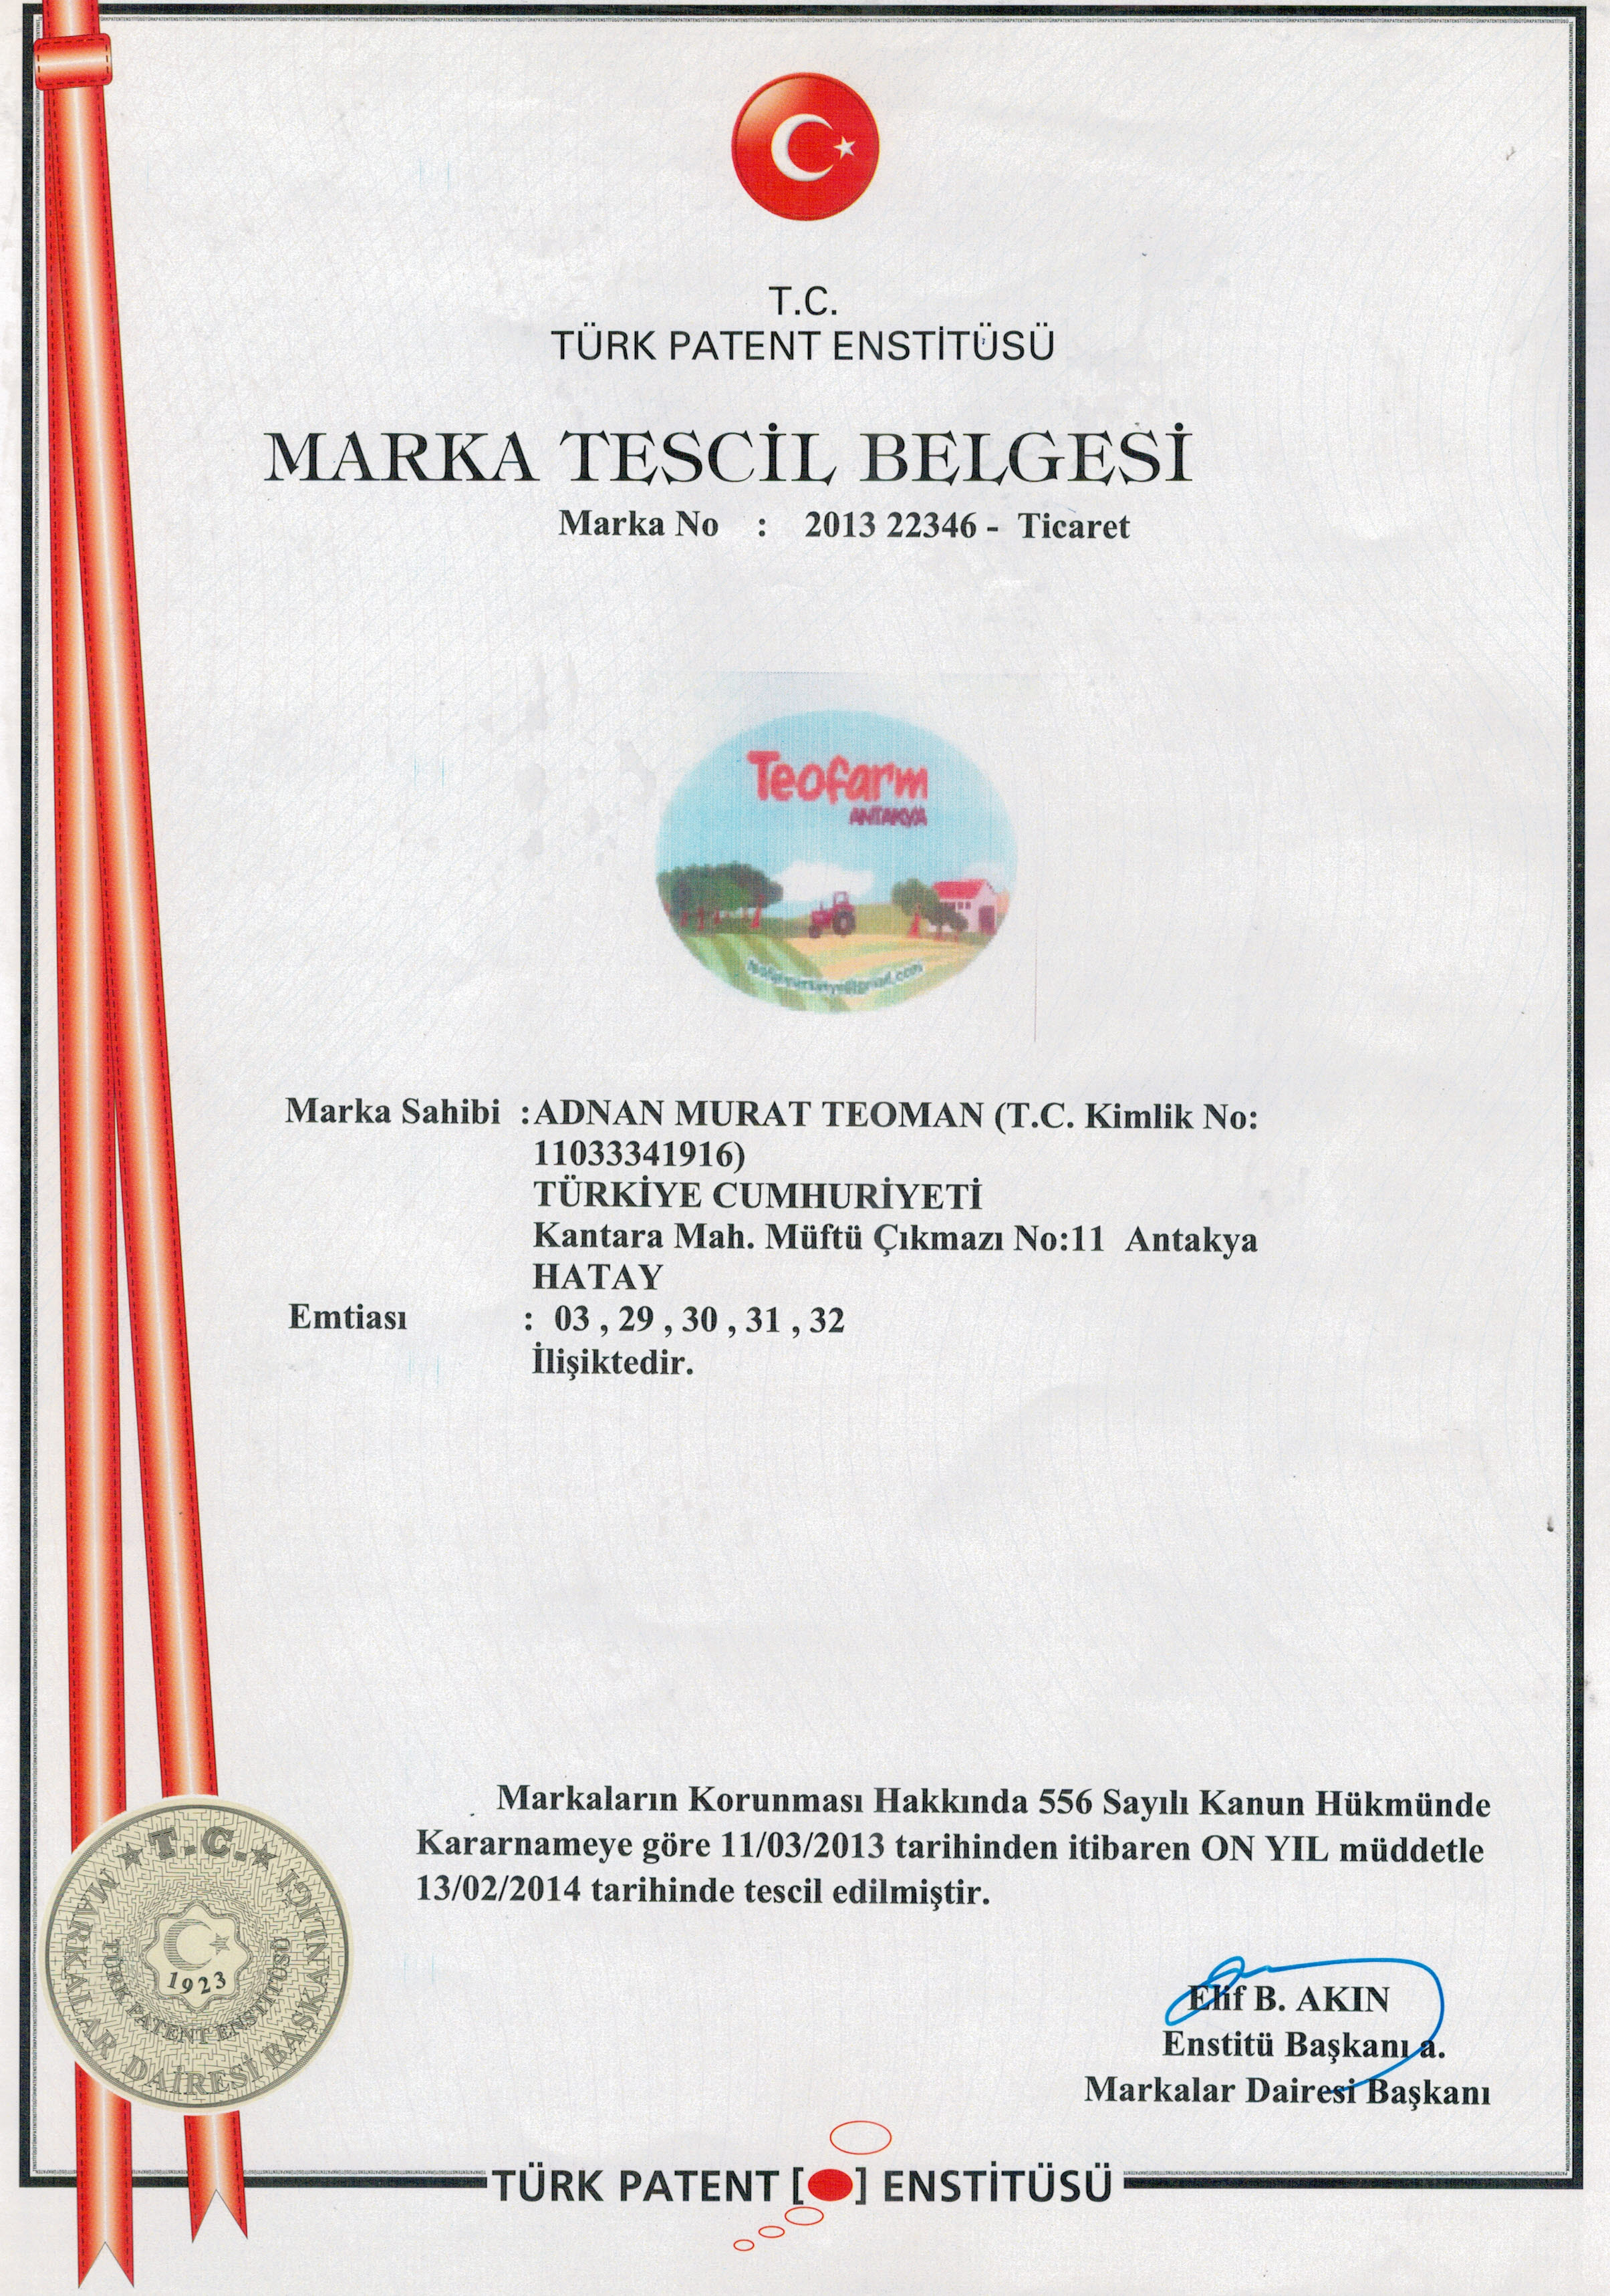 T.C.
TÜRK PATENT ENSTİTÜSÜ
MARKA TESCİL BELGESİ
Marka No : 2013 22346 - Ticaret
Teofarm
ANTAKYA
Marka Sahibi :ADNAN MURAT TEOMAN (T.C. Kimlik No:
11033341916)
TÜRKİYE CUMHURİYETİ
Kantara Mah. Müftü Çıkmazı No:11 Antakya
HATAY
Emtiası : 03 , 29 , 30 , 31 , 32
İlişiktedir.
Markaların Korunması Hakkında 556 Sayılı Kanun Hükmünde
Kararnameye göre 11/03/2013 tarihinden itibaren ON YIL müddetle
13/02/2014 tarihinde tescil edilmiştir.
T.C.
MARKALAR DAİRESİ BAŞKANLIĞI
TÜRK PATENT ENSTİTÜSÜ
1923
Elif B. AKIN
Enstitü Başkanı a.
Markalar Dairesi Başkanı
TÜRK PATENT [ ] ENSTİTÜSÜ